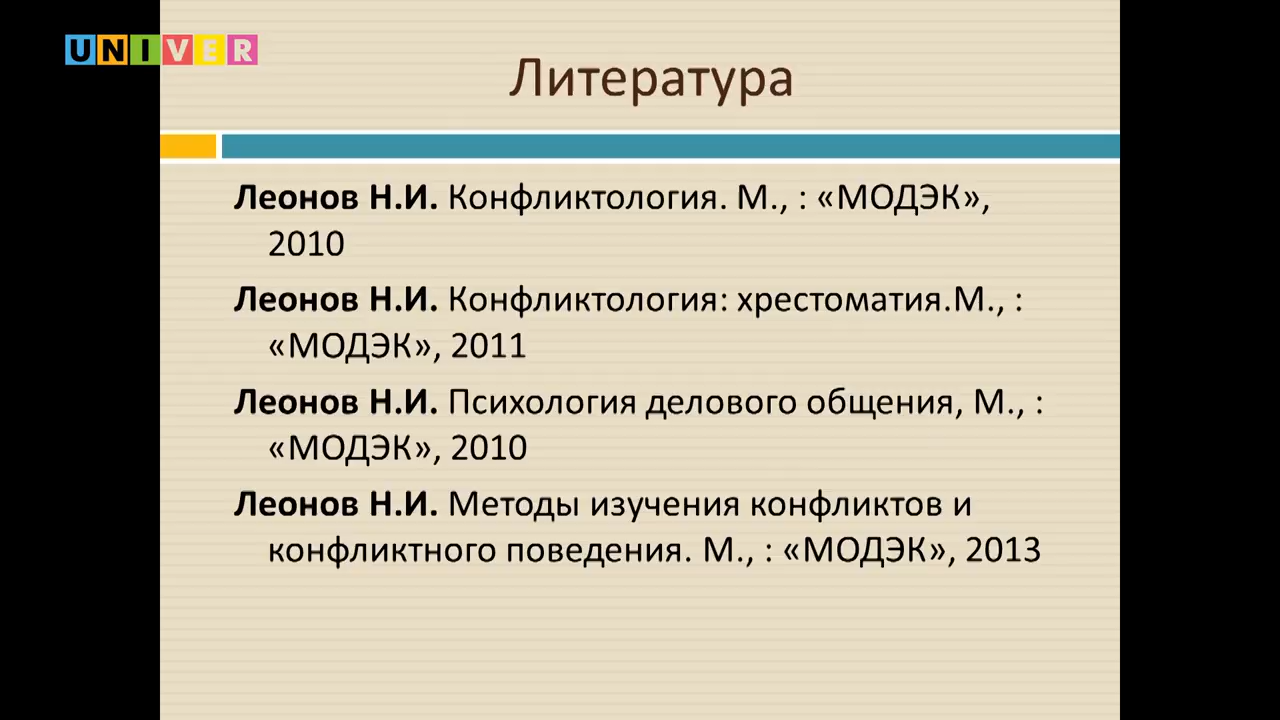 UNIVER
Литература
Леонов Н.И. Конфликтология. М., : «МОДЭК»,
2010
Леонов Н.И. Конфликтология: хрестоматия.М., :
«МОДЭК», 2011
Леонов Н.И. Психология делового общения, М., :
«МОДЭК», 2010
Леонов Н.И. Методы изучения конфликтов и
конфликтного поведения. М., : «МОДЭК», 2013